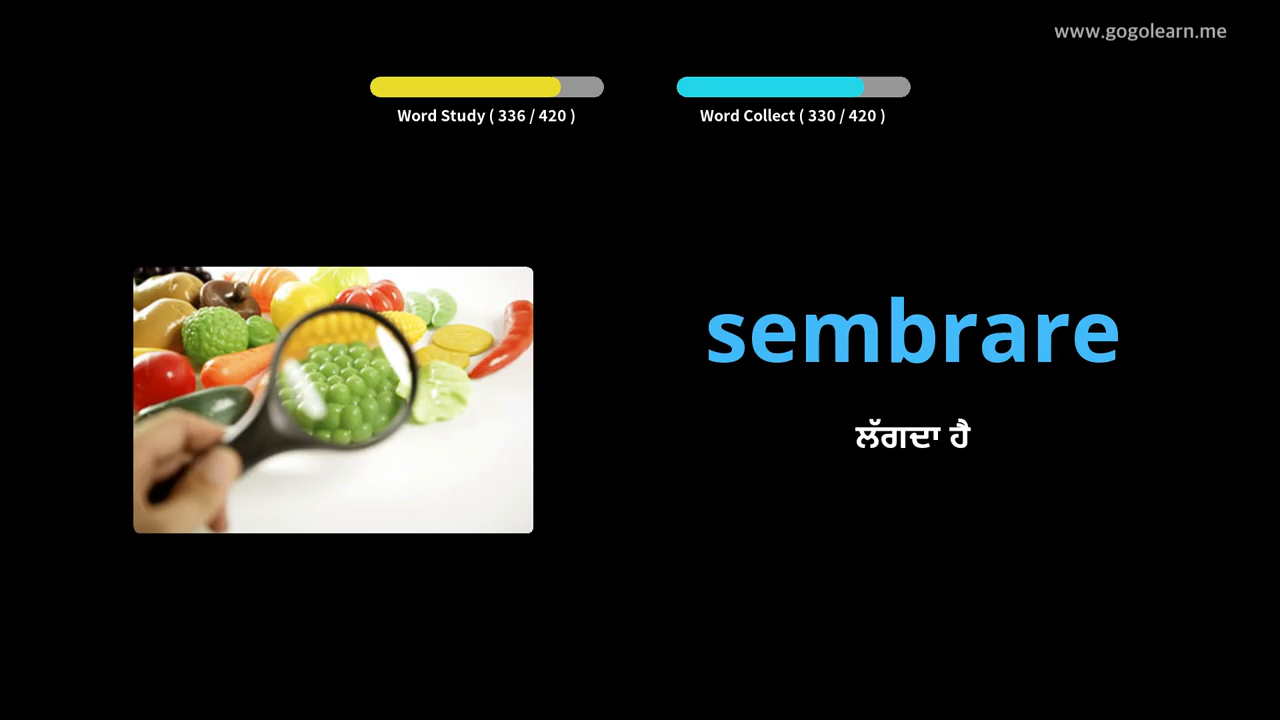 www.gogolearn.me
Word Study ( 336 / 420 )
Word Collect ( 330 / 420 )
sembrare
ਲੱਗਦਾ ਹੈ